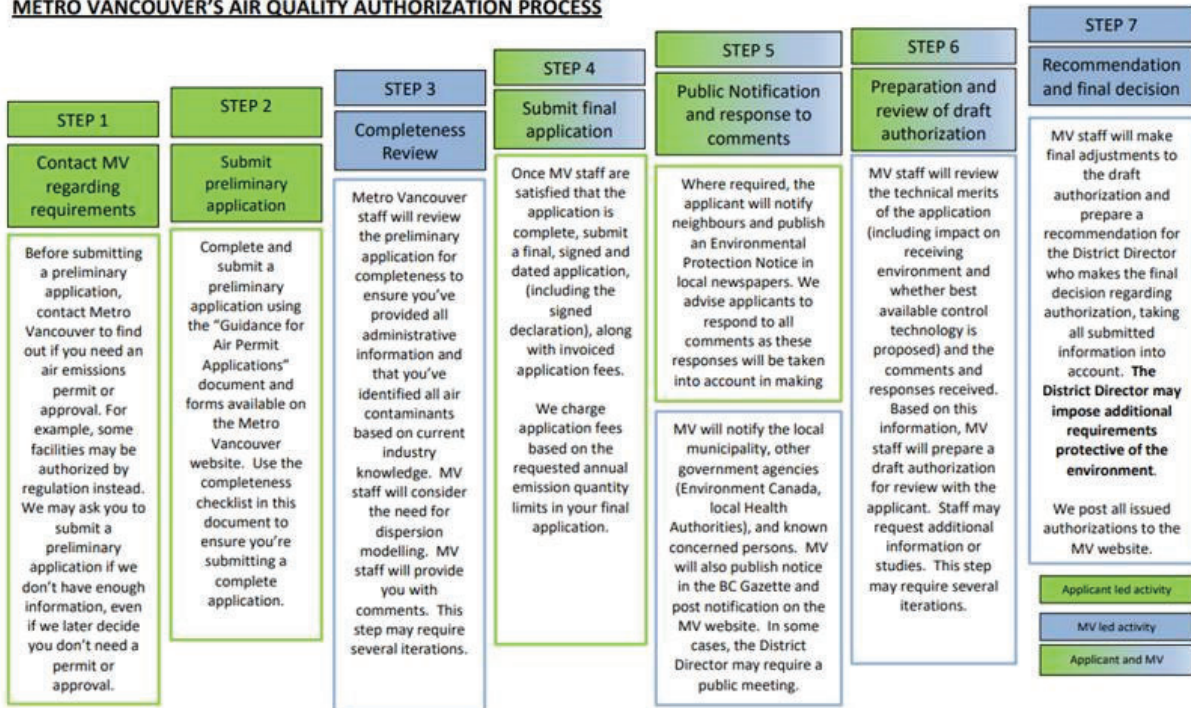 METRO VANCOUVER'S AIR QUALITY AUTHORIZATION PROCESS
STEP 1
Contact MV
regarding
requirements
Before submitting
a preliminary
application,
contact Metro
Vancouver to find
out if you need an
air emissions
permit or
approval. For
example, some
facilities may be
authorized by
regulation instead.
We may ask you to
submit a
preliminary
application if we
don't have enough
information, even
if we later decide
you don't need a
permit or
approval.
STEP 2
Submit
preliminary
application
Complete and
submit a
preliminary
application using
the "Guidance for
Air Permit
Applications"
document and
forms available on
the Metro
Vancouver
website. Use the
completeness
checklist in this
document to
ensure you're
submitting a
complete
application.
STEP 3
Completeness
Review
Metro Vancouver
staff will review
the preliminary
application for
completeness to
ensure you've
provided all
administrative
information and
that you've
identified all air
contaminants
based on current
industry
knowledge. MV
staff will consider
the need for
dispersion
modelling. MV
staff will provide
you with
comments. This
step may require
several iterations.
STEP 4
Submit final
application
Once MV staff are
satisfied that the
application is
complete, submit
a final, signed and
dated application,
(including the
signed
declaration), along
with invoiced
application fees.
We charge
application fees
based on the
requested annual
emission quantity
limits in your final
application.
STEP 5
Public Notification
and response to
comments
Where required, the
applicant will notify
neighbours and publish
an Environmental
Protection Notice in
local newspapers. We
advise applicants to
respond to all
comments as these
responses will be taken
into account in making
MV will notify the local
municipality, other
government agencies
(Environment Canada,
local Health
Authorities), and known
concerned persons. MV
will also publish notice
in the BC Gazette and
post notification on the
MV website. In some
cases, the District
Director may require a
public meeting.
STEP 6
Preparation and
review of draft
authorization
MV staff will review
the technical merits
of the application
(including impact on
receiving
environment and
whether best
available control
technology is
proposed) and the
comments and
responses received.
Based on this
information, MV
staff will prepare a
draft authorization
for review with the
applicant. Staff may
request additional
information or
studies. This step
may require several
iterations.
STEP 7
Recommendation
and final decision
MV staff will make
final adjustments to
the draft
authorization and
prepare a
recommendation for
the District Director
who makes the final
decision regarding
authorization, taking
all submitted
information into
account. The
District Director may
impose additional
requirements
protective of the
environment.
We post all issued
authorizations to the
MV website.
Applicant led activity
MV led activity
Applicant and MV